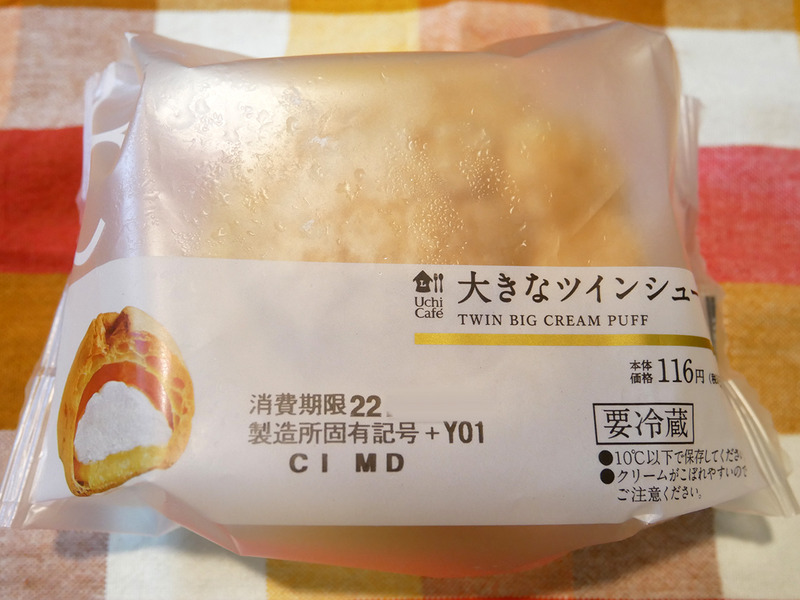 Uchi
Café
大きなツインシュー
TWIN BIG CREAM PUFF
本体
価格 116円
消費期限 22
製造所固有記号+Y01
CI MD
要冷蔵
●10℃以下で保存してくださ
●クリームがこぼれやすいので
ご注意ください。